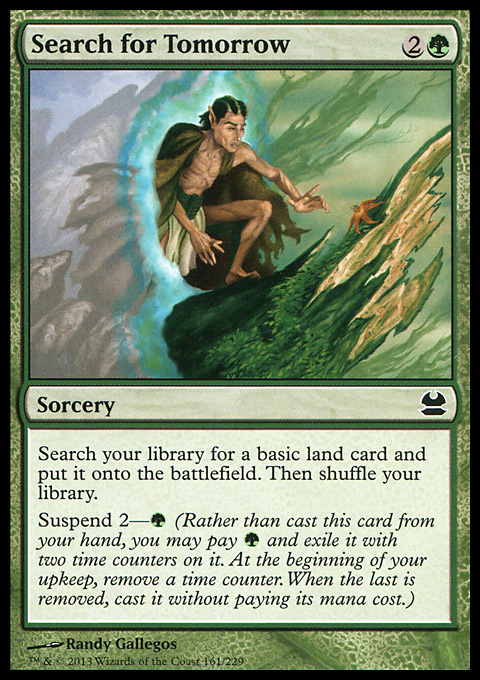 Search for Tomorrow 2
Sorcery
Search your library for a basic land card and
put it onto the battlefield. Then shuffle your
library.
Suspend 2— (Rather than cast this card from
your hand, you may pay and exile it with
two time counters on it. At the beginning of your
upkeep, remove a time counter. When the last is
removed, cast it without paying its mana cost.)
Randy Gallegos
™ & © 2013 Wizards of the Coast 161/229